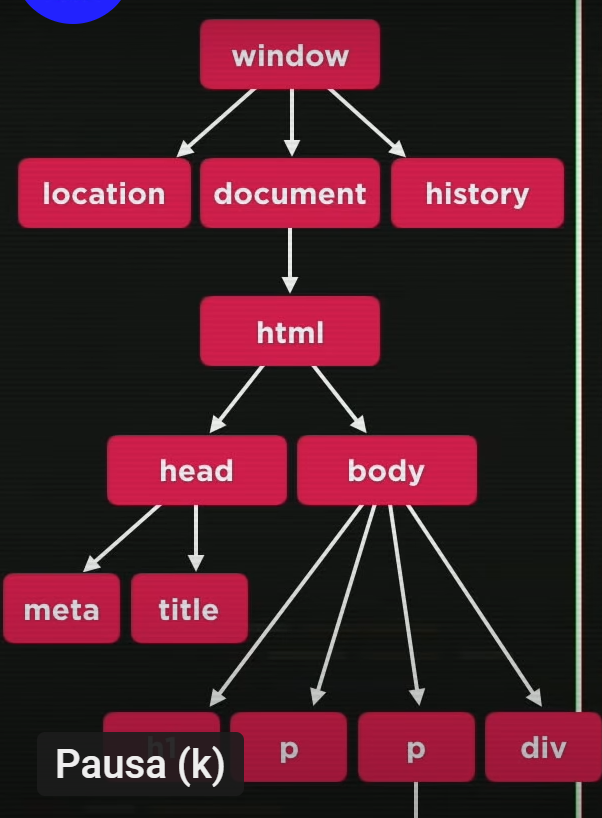 window
location document history
html
head body
meta title
h1 p p div
Pausa (k)